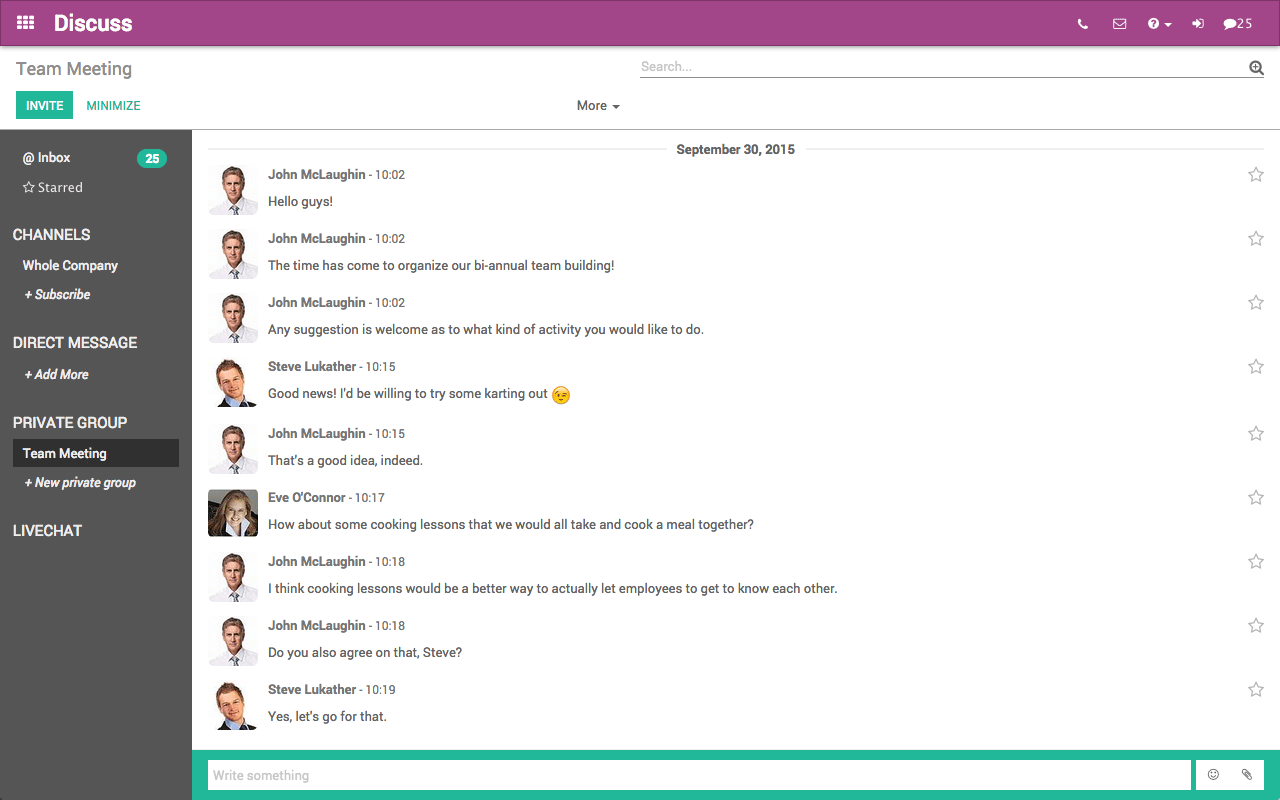 Discuss
25
Team Meeting
Search...
INVITE
MINIMIZE
More
@ Inbox
25
Starred
CHANNELS
Whole Company
+ Subscribe
DIRECT MESSAGE
+ Add More
PRIVATE GROUP
Team Meeting
+ New private group
LIVECHAT
September 30, 2015
John McLaughin - 10:02
Hello guys!
John McLaughin - 10:02
The time has come to organize our bi-annual team building!
John McLaughin - 10:02
Any suggestion is welcome as to what kind of activity you would like to do.
Steve Lukather - 10:15
Good news! I'd be willing to try some karting out 😉
John McLaughin - 10:15
That's a good idea, indeed.
Eve O'Connor - 10:17
How about some cooking lessons that we would all take and cook a meal together?
John McLaughin - 10:18
I think cooking lessons would be a better way to actually let employees to get to know each other.
John McLaughin - 10:18
Do you also agree on that, Steve?
Steve Lukather - 10:19
Yes, let's go for that.
Write something